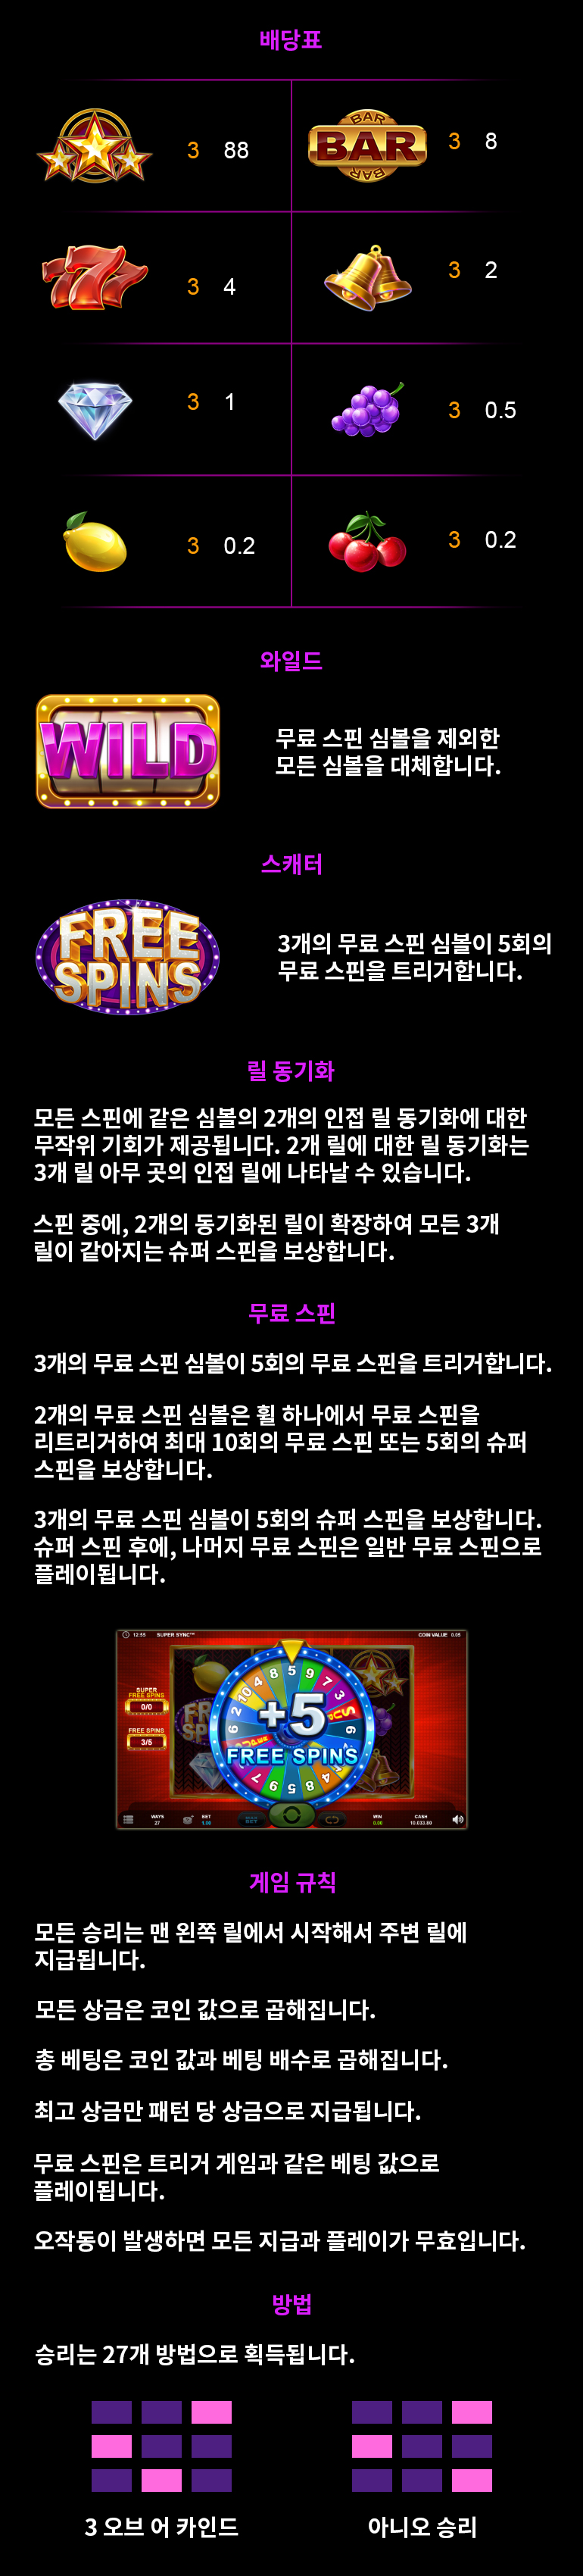 배당표
3 88
BAR
BAR
BAR
3 8
777
3 4
3 2
3 1
3 0.5
3 0.2
3 0.2
와일드
WILD
무료 스핀 심볼을 제외한
모든 심볼을 대체합니다.
스캐터
FREE
SPINS
3개의 무료 스핀 심볼이 5회의
무료 스핀을 트리거합니다.
릴 동기화
모든 스핀에 같은 심볼의 2개의 인접 릴 동기화에 대한
무작위 기회가 제공됩니다. 2개 릴에 대한 릴 동기화는
3개 릴 아무 곳의 인접 릴에 나타날 수 있습니다.
스핀 중에, 2개의 동기화된 릴이 확장하여 모든 3개
릴이 같아지는 슈퍼 스핀을 보상합니다.
무료 스핀
3개의 무료 스핀 심볼이 5회의 무료 스핀을 트리거합니다.
2개의 무료 스핀 심볼은 휠 하나에서 무료 스핀을
리트리거하여 최대 10회의 무료 스핀 또는 5회의 슈퍼
스핀을 보상합니다.
3개의 무료 스핀 심볼이 5회의 슈퍼 스핀을 보상합니다.
슈퍼 스핀 후에, 나머지 무료 스핀은 일반 무료 스핀으로
플레이됩니다.
12:55 SUPER SYNC™ COIN VALUE 0.05
SUPER
FREE SPINS
0/0
FREE SPINS
3/5
+5
FREE SPINS
WAYS
27
BET
1.00
MAX
BET
WIN
0.00
CASH
10,033.80
게임 규칙
모든 승리는 맨 왼쪽 릴에서 시작해서 주변 릴에
지급됩니다.
모든 상금은 코인 값으로 곱해집니다.
총 베팅은 코인 값과 베팅 배수로 곱해집니다.
최고 상금만 패턴 당 상금으로 지급됩니다.
무료 스핀은 트리거 게임과 같은 베팅 값으로
플레이됩니다.
오작동이 발생하면 모든 지급과 플레이가 무효입니다.
방법
승리는 27개 방법으로 획득됩니다.
3 오브 어 카인드
아니오 승리